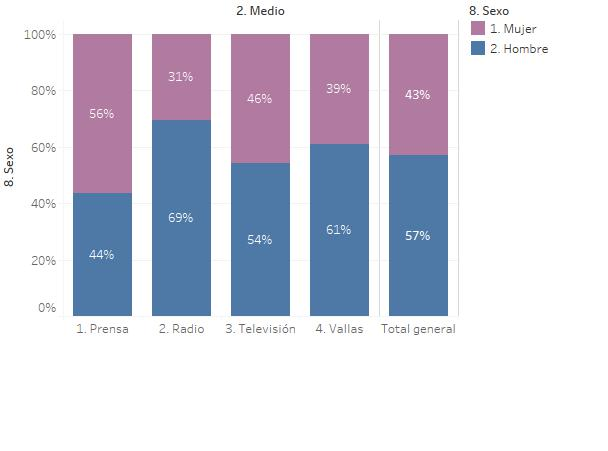 2. Medio
8. Sexo
1. Mujer
2. Hombre
8. Sexo
100%
80%
60%
40%
20%
0%
56%
31%
46%
39%
43%
44%
69%
54%
61%
57%
1. Prensa
2. Radio
3. Televisión
4. Vallas
Total general